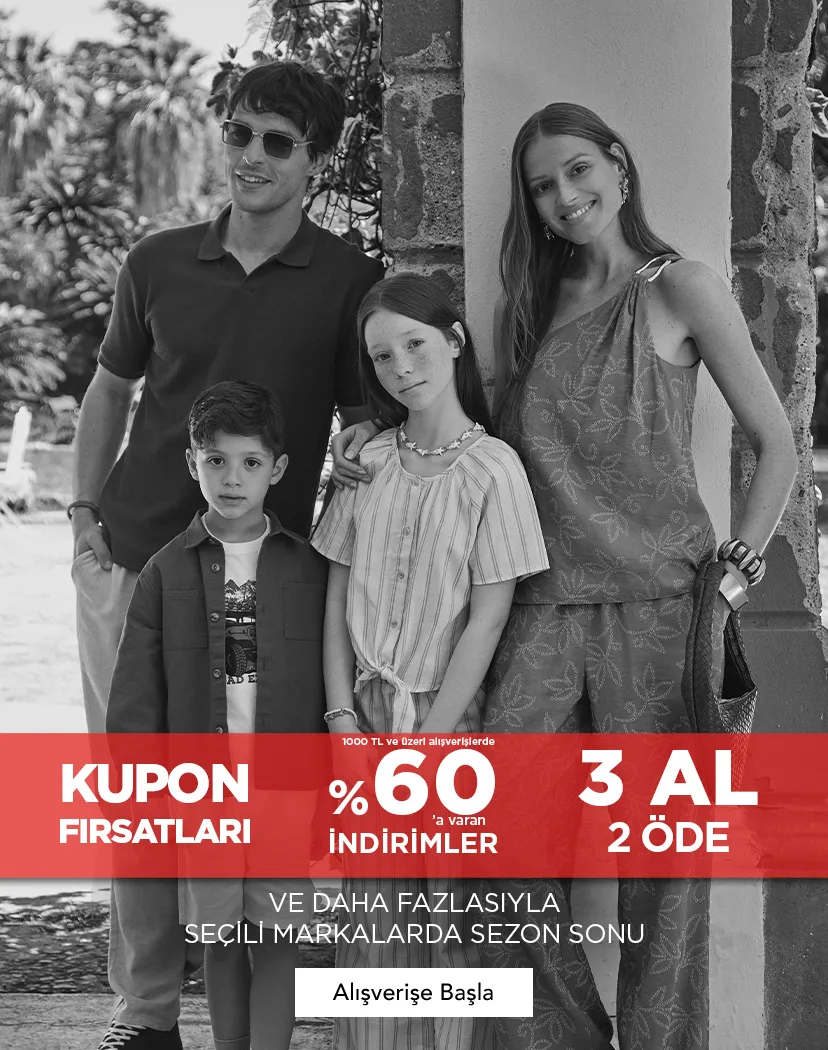 KUPON
FIRSATLARI
1000 TL ve üzeri alışverişlerde
%60
'a varan
İNDİRİMLER
3 AL
2 ÖDE
VE DAHA FAZLASIYLA
SEÇİLİ MARKALARDA SEZON SONU
Alışverişe Başla